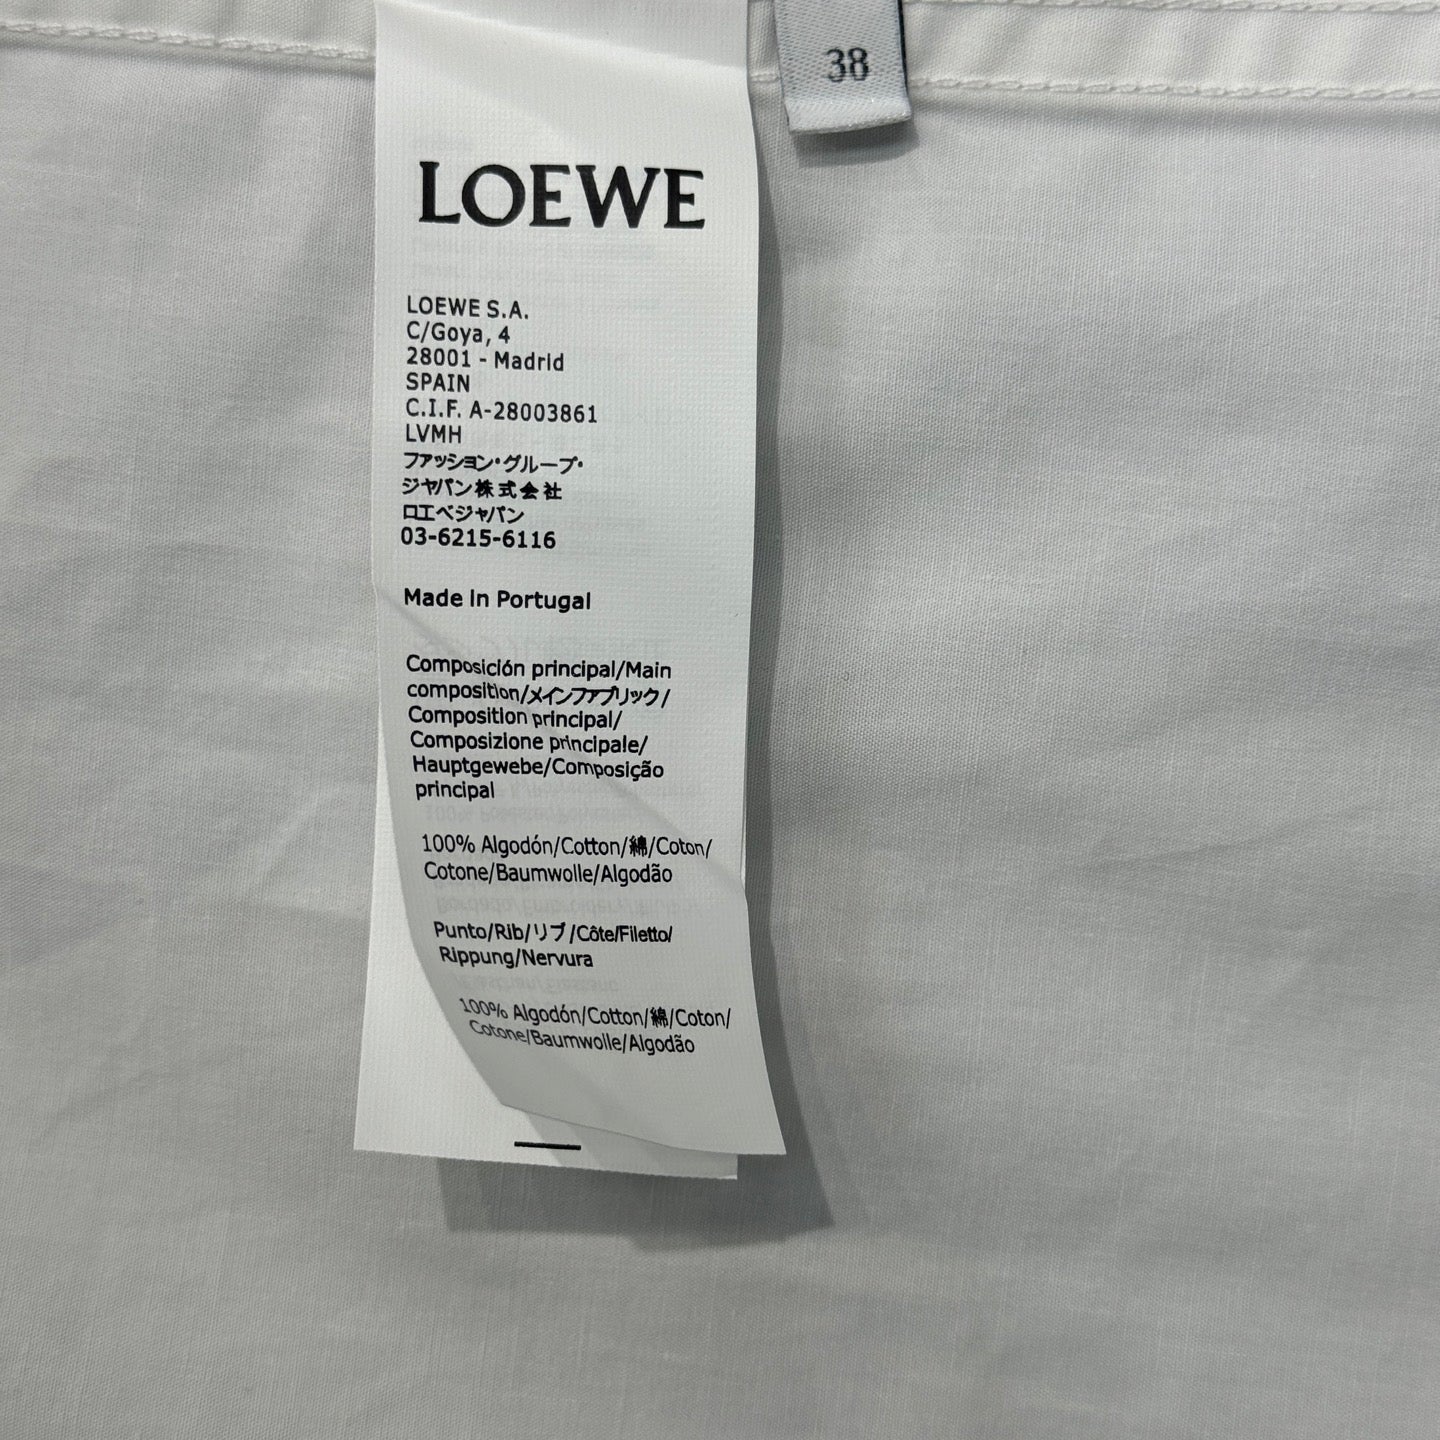 38
LOEWE
LOEWE S.A.
C/Goya, 4
28001 - Madrid
SPAIN
C.I.F. A-28003861
LVMH
ファッション・グループ・
ジャパン株式会社
ロエベジャパン
03-6215-6116
Made in Portugal
Composición principal/Main
composition/メインファブリック/
Composition principal/
Composizione principale/
Hauptgewebe/Composição
principal
100% Algodón/Cotton/綿/Coton/
Cotone/Baumwolle/Algodão
Punto/Rib/リブ/Côte/Filetto/
Rippung/Nervura
100% Algodón/Cotton/綿/Coton/
Cotone/Baumwolle/Algodão